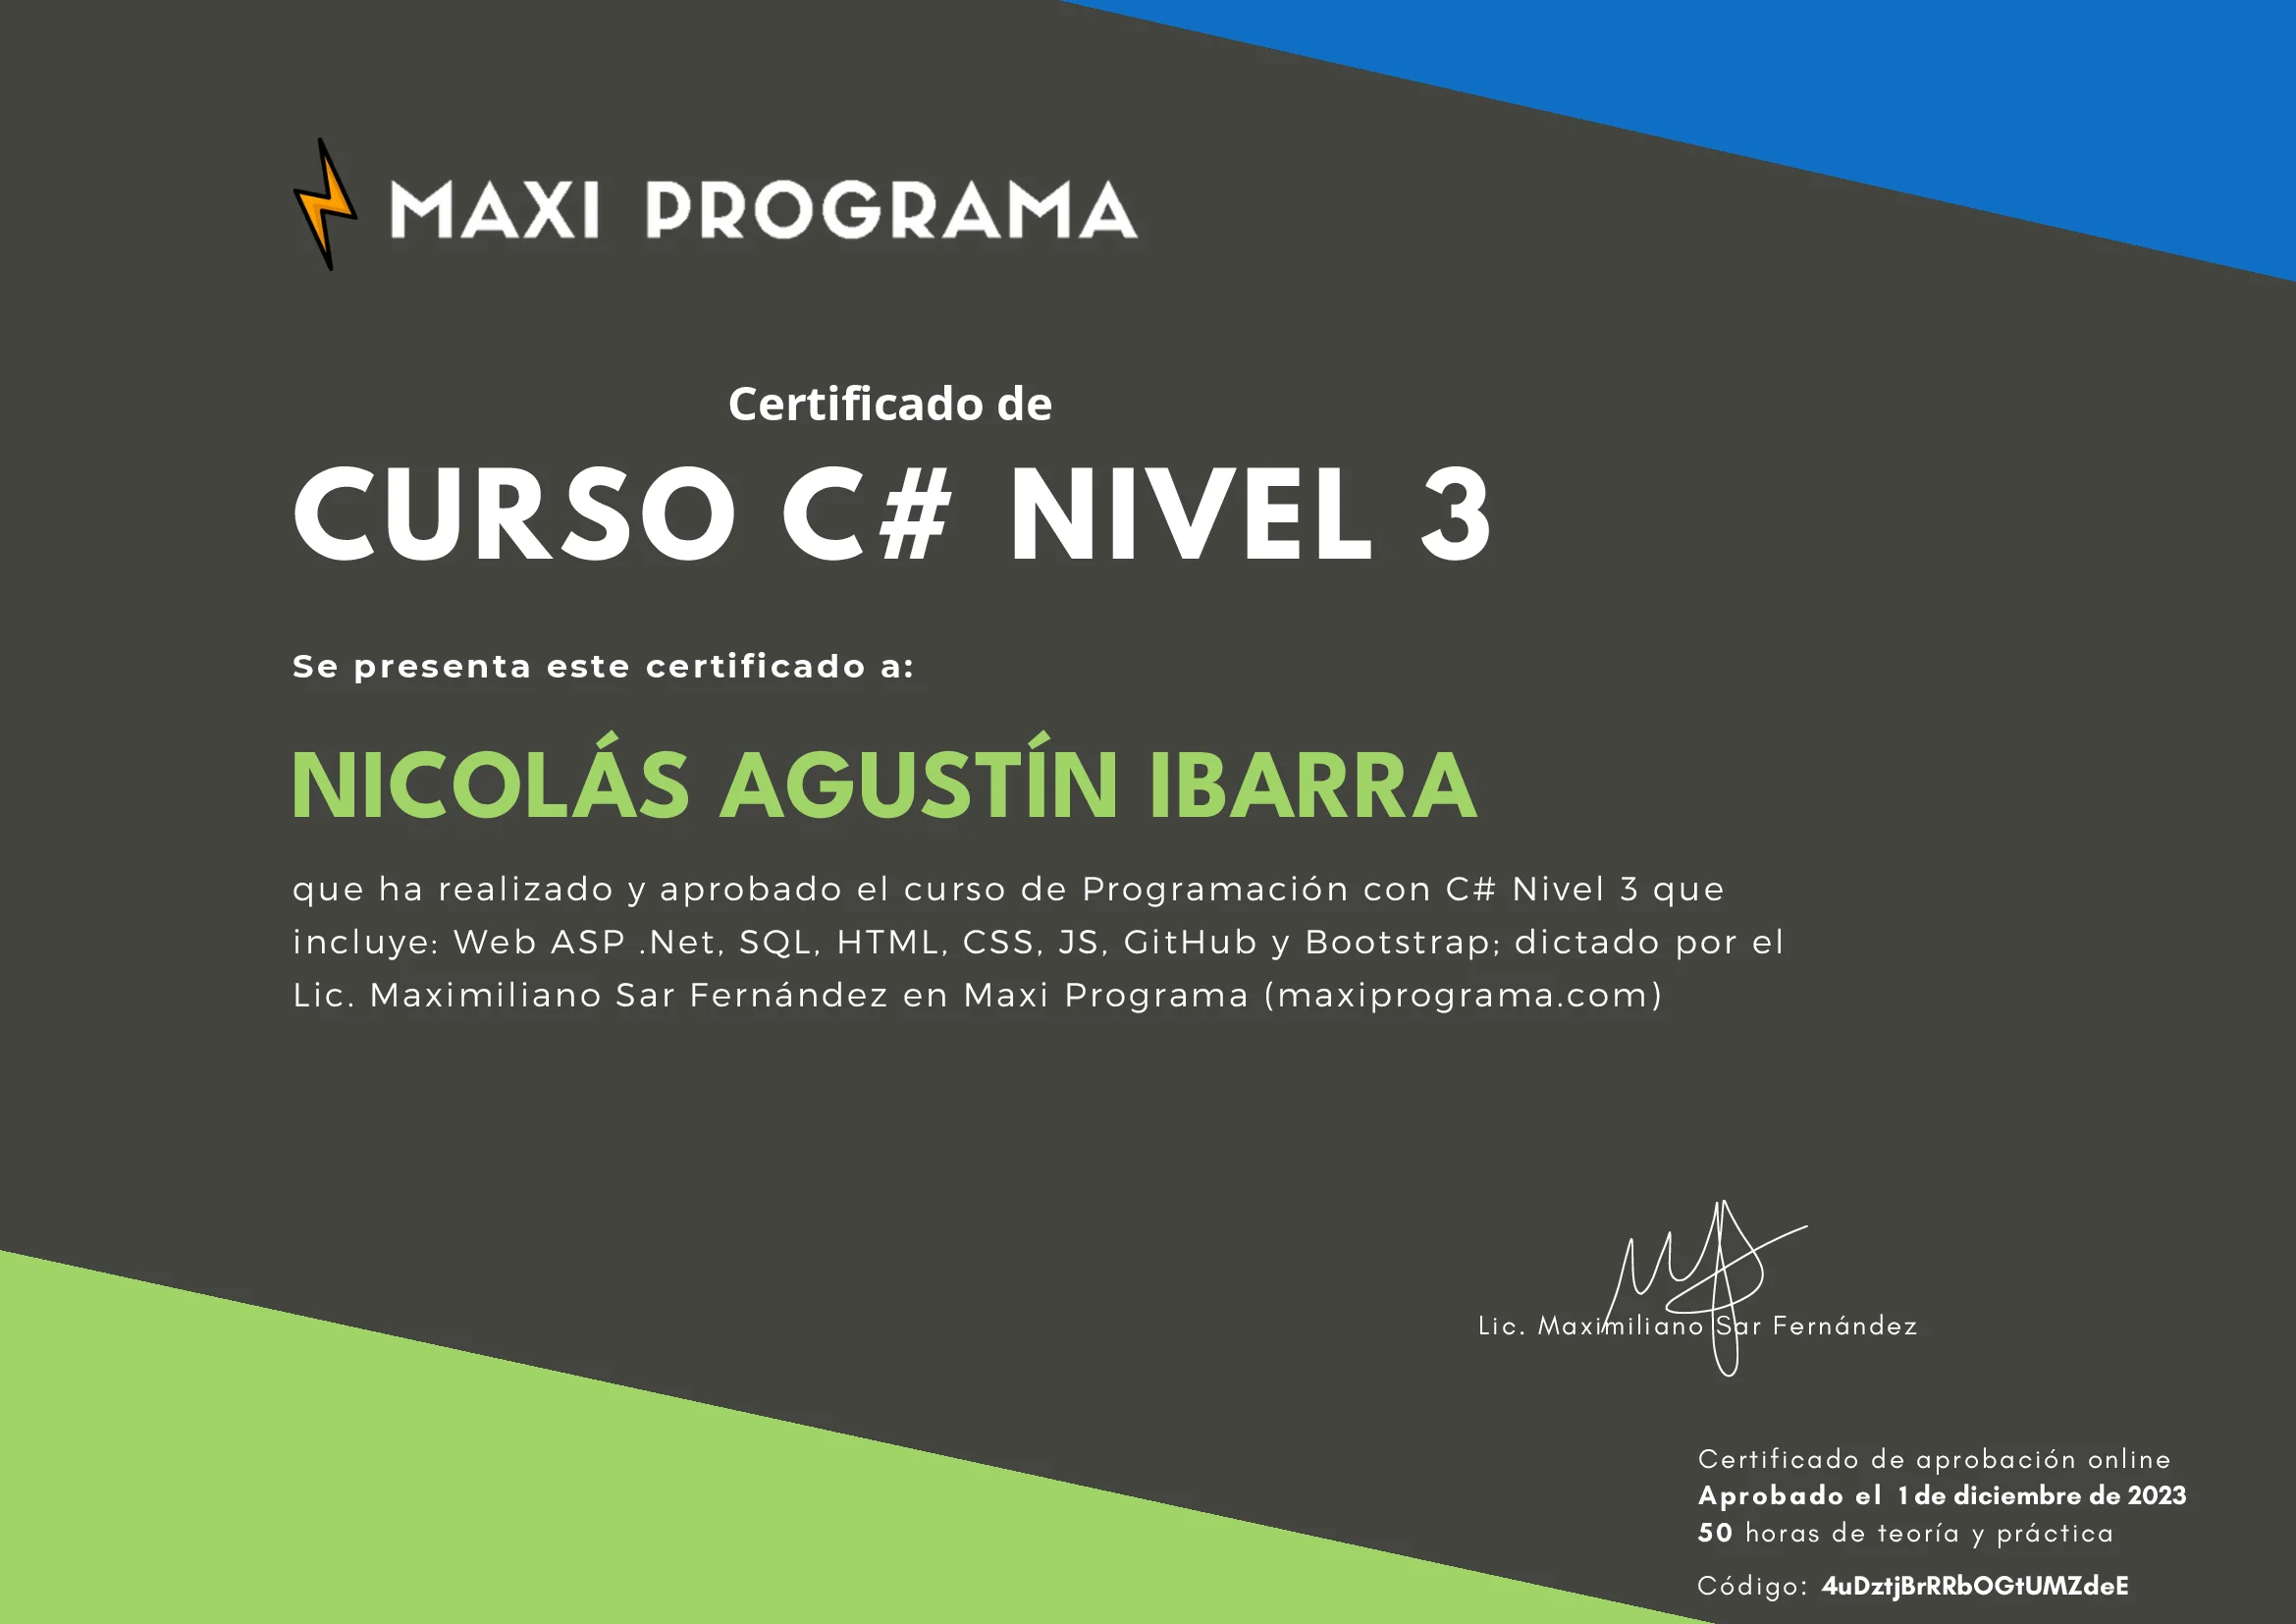 MAXI PROGRAMA
Certificado de
CURSO C# NIVEL 3
Se presenta este certificado a:
NICOLÁS AGUSTÍN IBARRA
que ha realizado y aprobado el curso de Programación con C# Nivel 3 que
incluye: Web ASP .Net, SQL, HTML, CSS, JS, GitHub y Bootstrap; dictado por el
Lic. Maximiliano Sar Fernández en Maxi Programa (maxiprograma.com)
Lic. Maximiliano Sar Fernández
Certificado de aprobación online
Aprobado el 1 de diciembre de 2023
50 horas de teoría y práctica
Código: 4uDztjBrRRbOGtUMZdeE